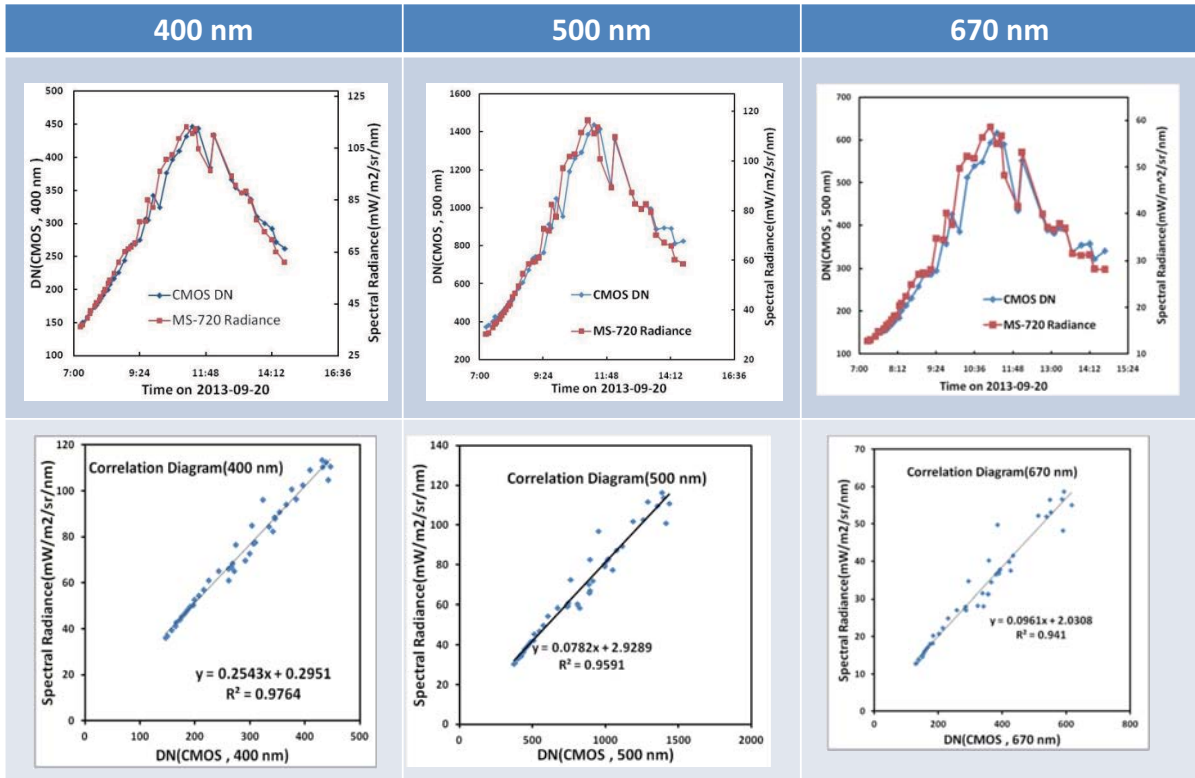 400 nm
500 nm
670 nm
DN(CMOS , 400 nm )
500
450
400
350
300
250
200
150
100
125
105
85
65
45
25
Spectral Radiance(mW/m2/sr/nm)
CMOS DN
MS-720 Radiance
7:00 9:24 11:48 14:12 16:36
Time on 2013-09-20
DN(CMOS , 500 nm)
1600
1400
1200
1000
800
600
400
200
120
100
80
60
40
20
Spectral Radiance(mW/m2/sr/nm)
CMOS DN
MS-720 Radiance
7:00 9:24 11:48 14:12 16:36
Time on 2013-09-20
DN(CMOS , 500 nm)
700
600
500
400
300
200
100
60
50
40
30
20
10
Spectral Radiance(mW/m^2/sr/nm)
CMOS DN
MS-720 Radiance
7:00 8:12 9:24 10:36 11:48 13:00 14:12 15:24
Time on 2013-09-20
Spectral Radiance(mW/m2/sr/nm)
120
100
80
60
40
20
0
Correlation Diagram(400 nm)
y = 0.2543x + 0.2951
R² = 0.9764
0 100 200 300 400 500
DN(CMOS , 400 nm)
Spectral Radiance(mW/m2/sr/nm)
140
120
100
80
60
40
20
0
Correlation Diagram(500 nm)
y = 0.0782x + 2.9289
R² = 0.9591
0 500 1000 1500 2000
DN(CMOS , 500 nm)
Spectral Radiance(mW/m2/sr/nm)
70
60
50
40
30
20
10
0
Correlation Diagram(670 nm)
y = 0.0961x + 2.0308
R² = 0.941
0 200 400 600 800
DN(CMOS , 670 nm)